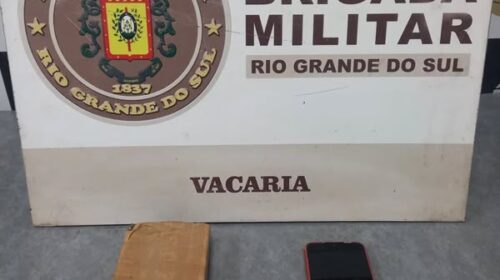 MILITAR
RIO GRANDE DO SUL
RIO GRANDE DO SUL
1837
VACARIA